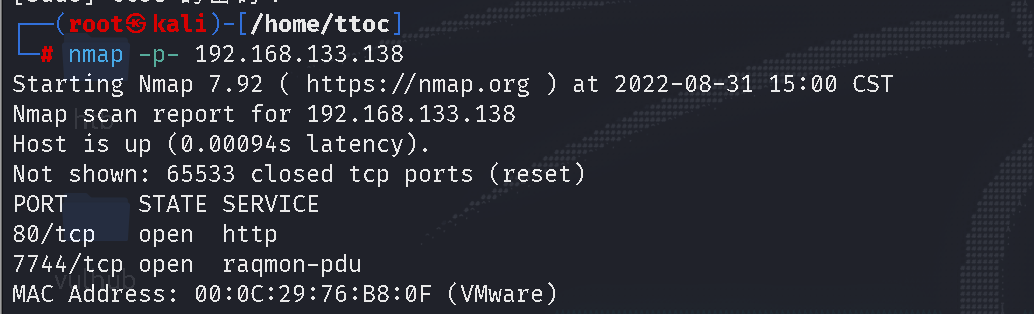 ┌──(root㉿kali)-[/home/ttoc]
└─# nmap -p- 192.168.133.138
Starting Nmap 7.92 ( https://nmap.org ) at 2022-08-31 15:00 CST
Nmap scan report for 192.168.133.138
Host is up (0.00094s latency).
Not shown: 65533 closed tcp ports (reset)
PORT     STATE SERVICE
80/tcp   open  http
7744/tcp open  raqmon-pdu
MAC Address: 00:0C:29:76:B8:0F (VMware)
htb
vulhub